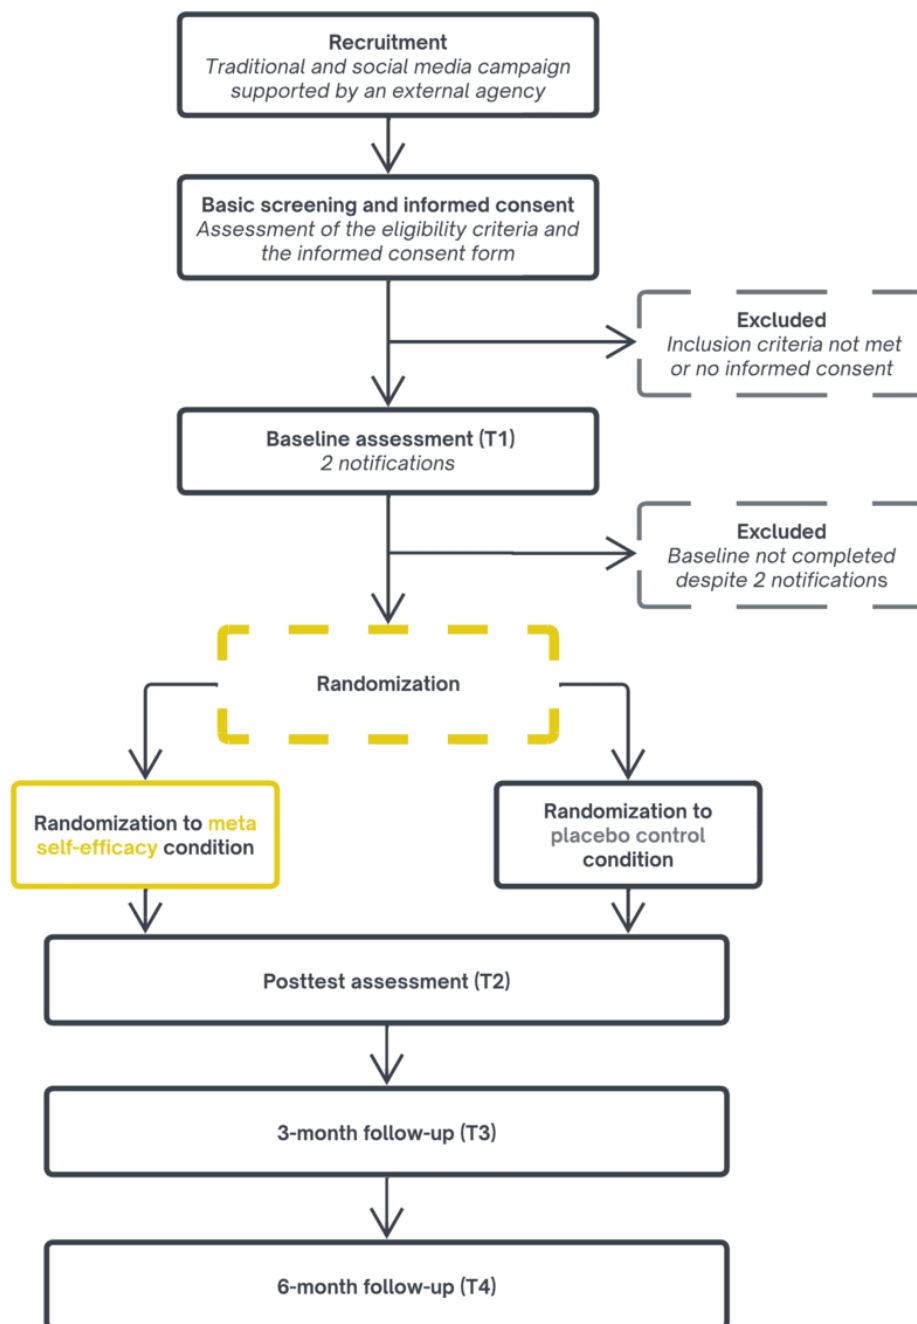 Recruitment
Traditional and social media campaign
supported by an external agency
Basic screening and informed consent
Assessment of the eligibility criteria and
the informed consent form
Excluded
Inclusion criteria not met
or no informed consent
Baseline assessment (T1)
2 notifications
Excluded
Baseline not completed
despite 2 notifications
Randomization
Randomization to meta
self-efficacy condition
Randomization to
placebo control
condition
Posttest assessment (T2)
3-month follow-up (T3)
6-month follow-up (T4)